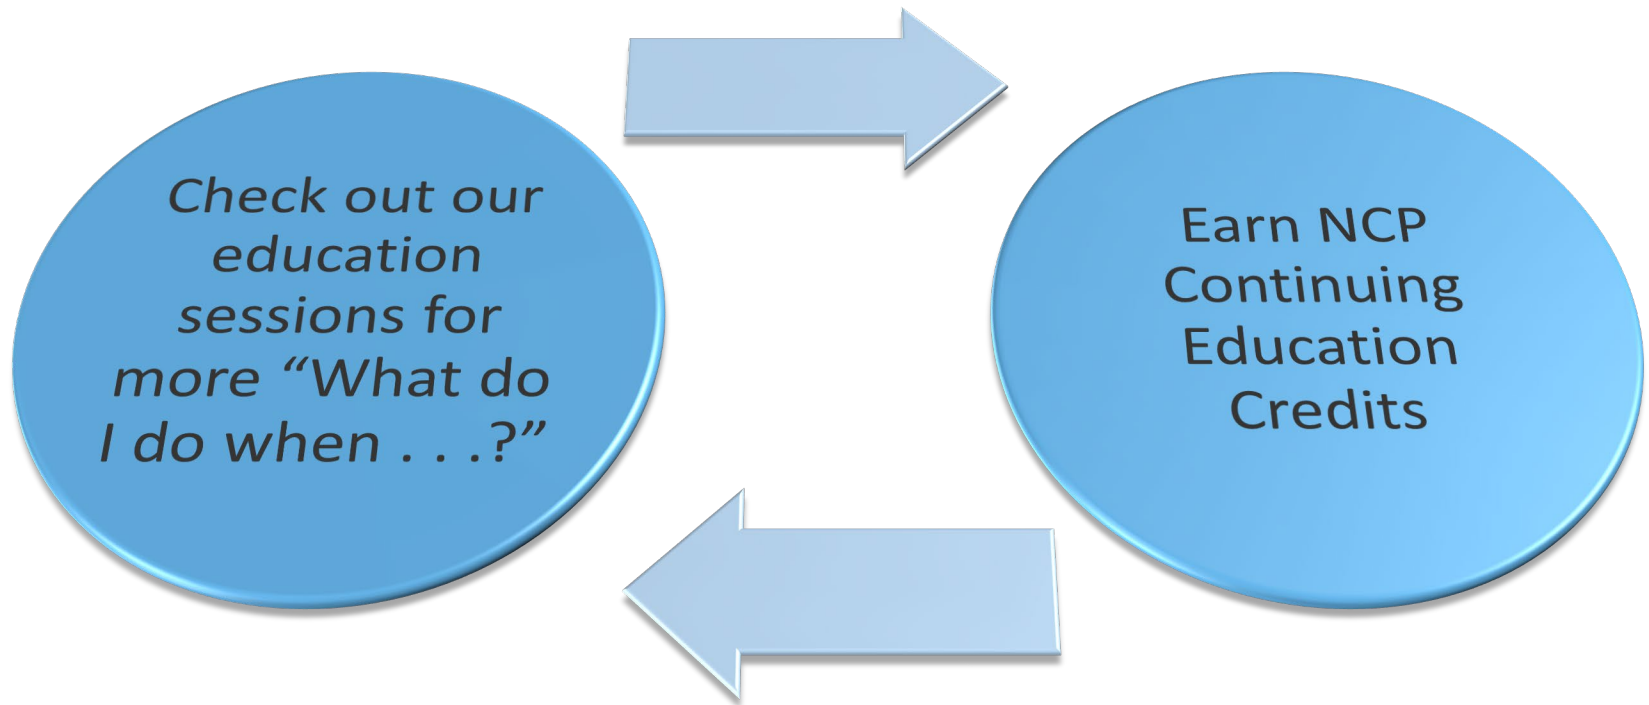 Check out our
education
sessions for
more “What do
I do when . . .?”
Earn NCP
Continuing
Education
Credits